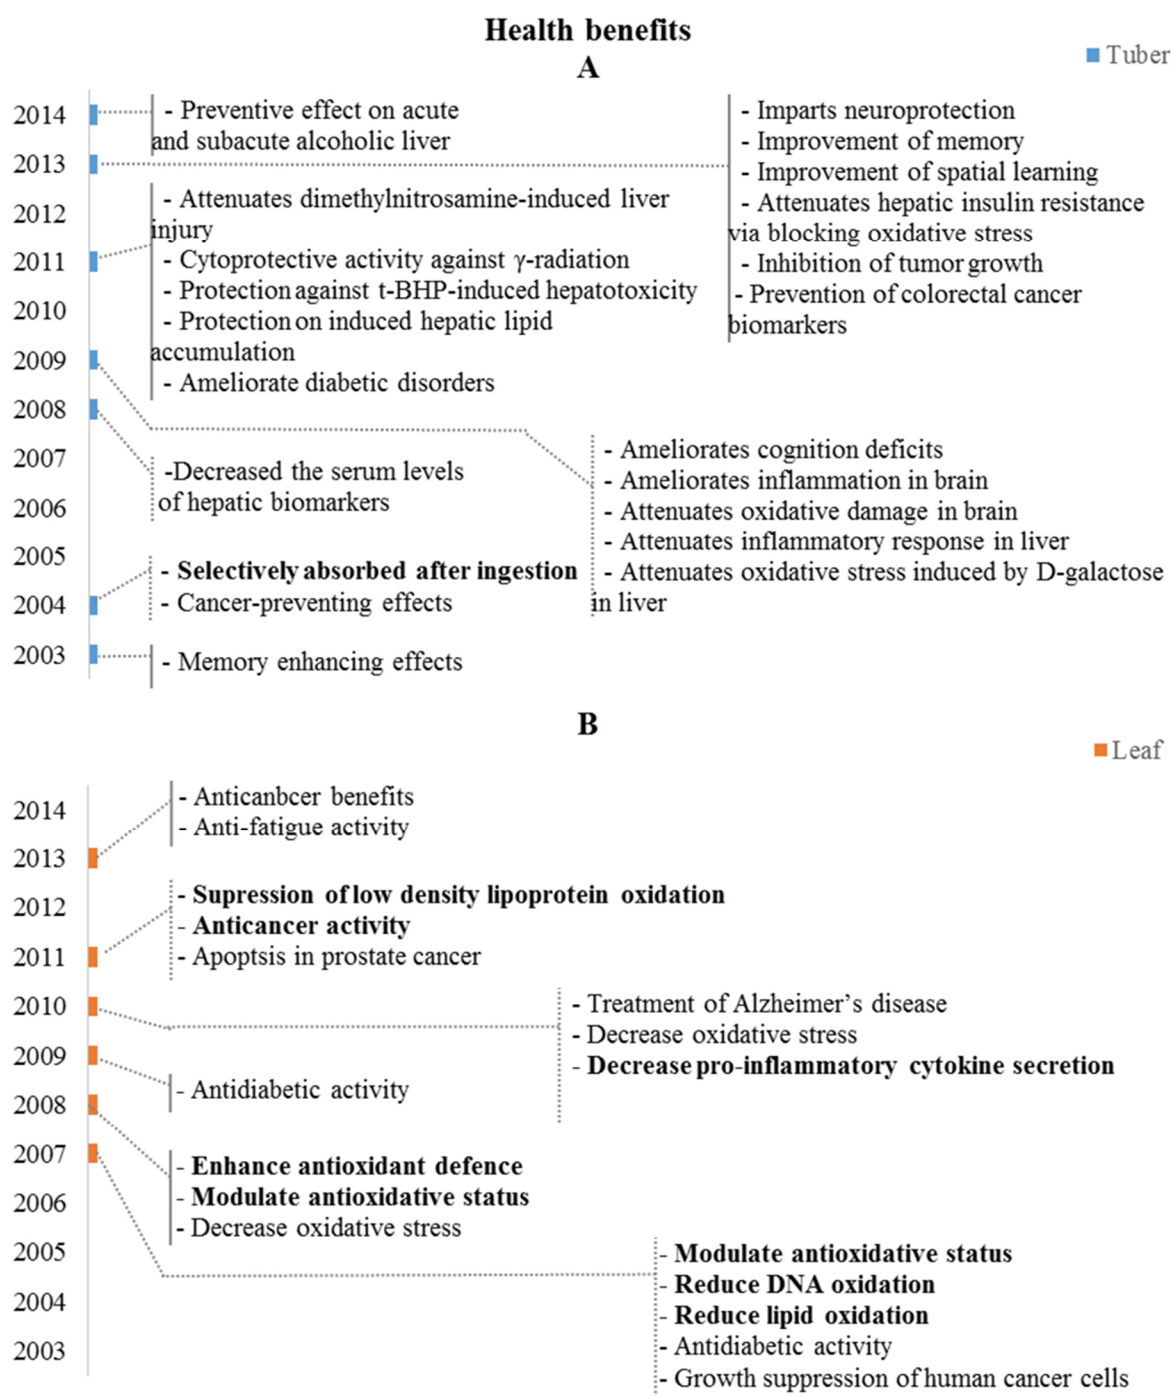 Health benefits
A
Tuber
2014
2013
2012
2011
2010
2009
2008
2007
2006
2005
2004
2003
- Preventive effect on acute
and subacute alcoholic liver
- Imparts neuroprotection
- Improvement of memory
- Improvement of spatial learning
- Attenuates hepatic insulin resistance
via blocking oxidative stress
- Inhibition of tumor growth
- Prevention of colorectal cancer
biomarkers
- Attenuates dimethylnitrosamine-induced liver
injury
- Cytoprotective activity against γ-radiation
- Protection against t-BHP-induced hepatotoxicity
- Protection on induced hepatic lipid
accumulation
- Ameliorate diabetic disorders
- Ameliorates cognition deficits
- Ameliorates inflammation in brain
- Attenuates oxidative damage in brain
- Attenuates inflammatory response in liver
- Attenuates oxidative stress induced by D-galactose
in liver
-Decreased the serum levels
of hepatic biomarkers
- Selectively absorbed after ingestion
- Cancer-preventing effects
- Memory enhancing effects
B
Leaf
2014
2013
2012
2011
2010
2009
2008
2007
2006
2005
2004
2003
- Anticanbcer benefits
- Anti-fatigue activity
- Supression of low density lipoprotein oxidation
- Anticancer activity
- Apoptsis in prostate cancer
- Treatment of Alzheimer's disease
- Decrease oxidative stress
- Decrease pro-inflammatory cytokine secretion
- Antidiabetic activity
- Enhance antioxidant defence
- Modulate antioxidative status
- Decrease oxidative stress
- Modulate antioxidative status
- Reduce DNA oxidation
- Reduce lipid oxidation
- Antidiabetic activity
- Growth suppression of human cancer cells